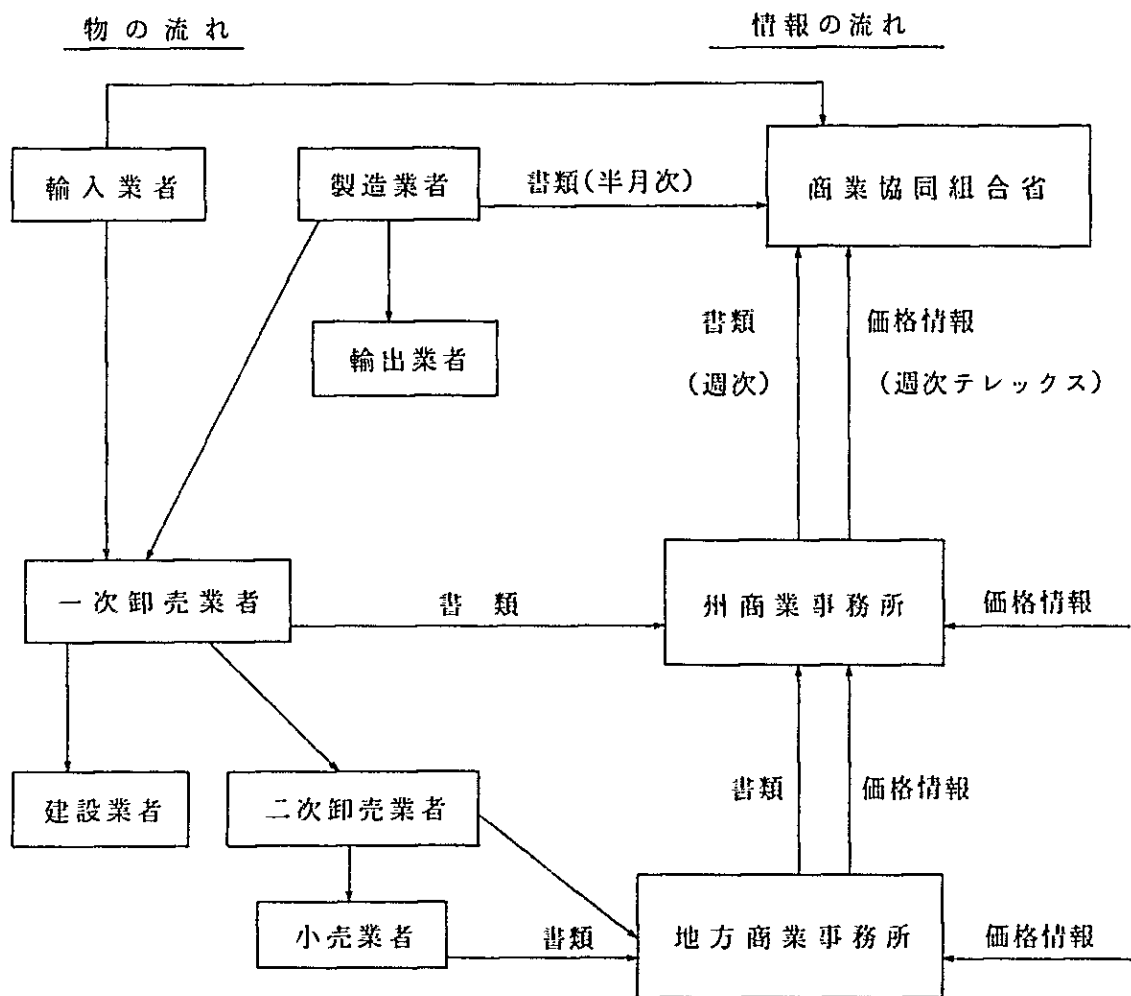 物の流れ
情報の流れ
輸入業者
製造業者
書類(半月次)
商業協同組合省
輸出業者
書類
(週次)
価格情報
(週次テレックス)
一次卸売業者
書類
州商業事務所
価格情報
建設業者
二次卸売業者
書類
価格情報
小売業者
書類
地方商業事務所
価格情報